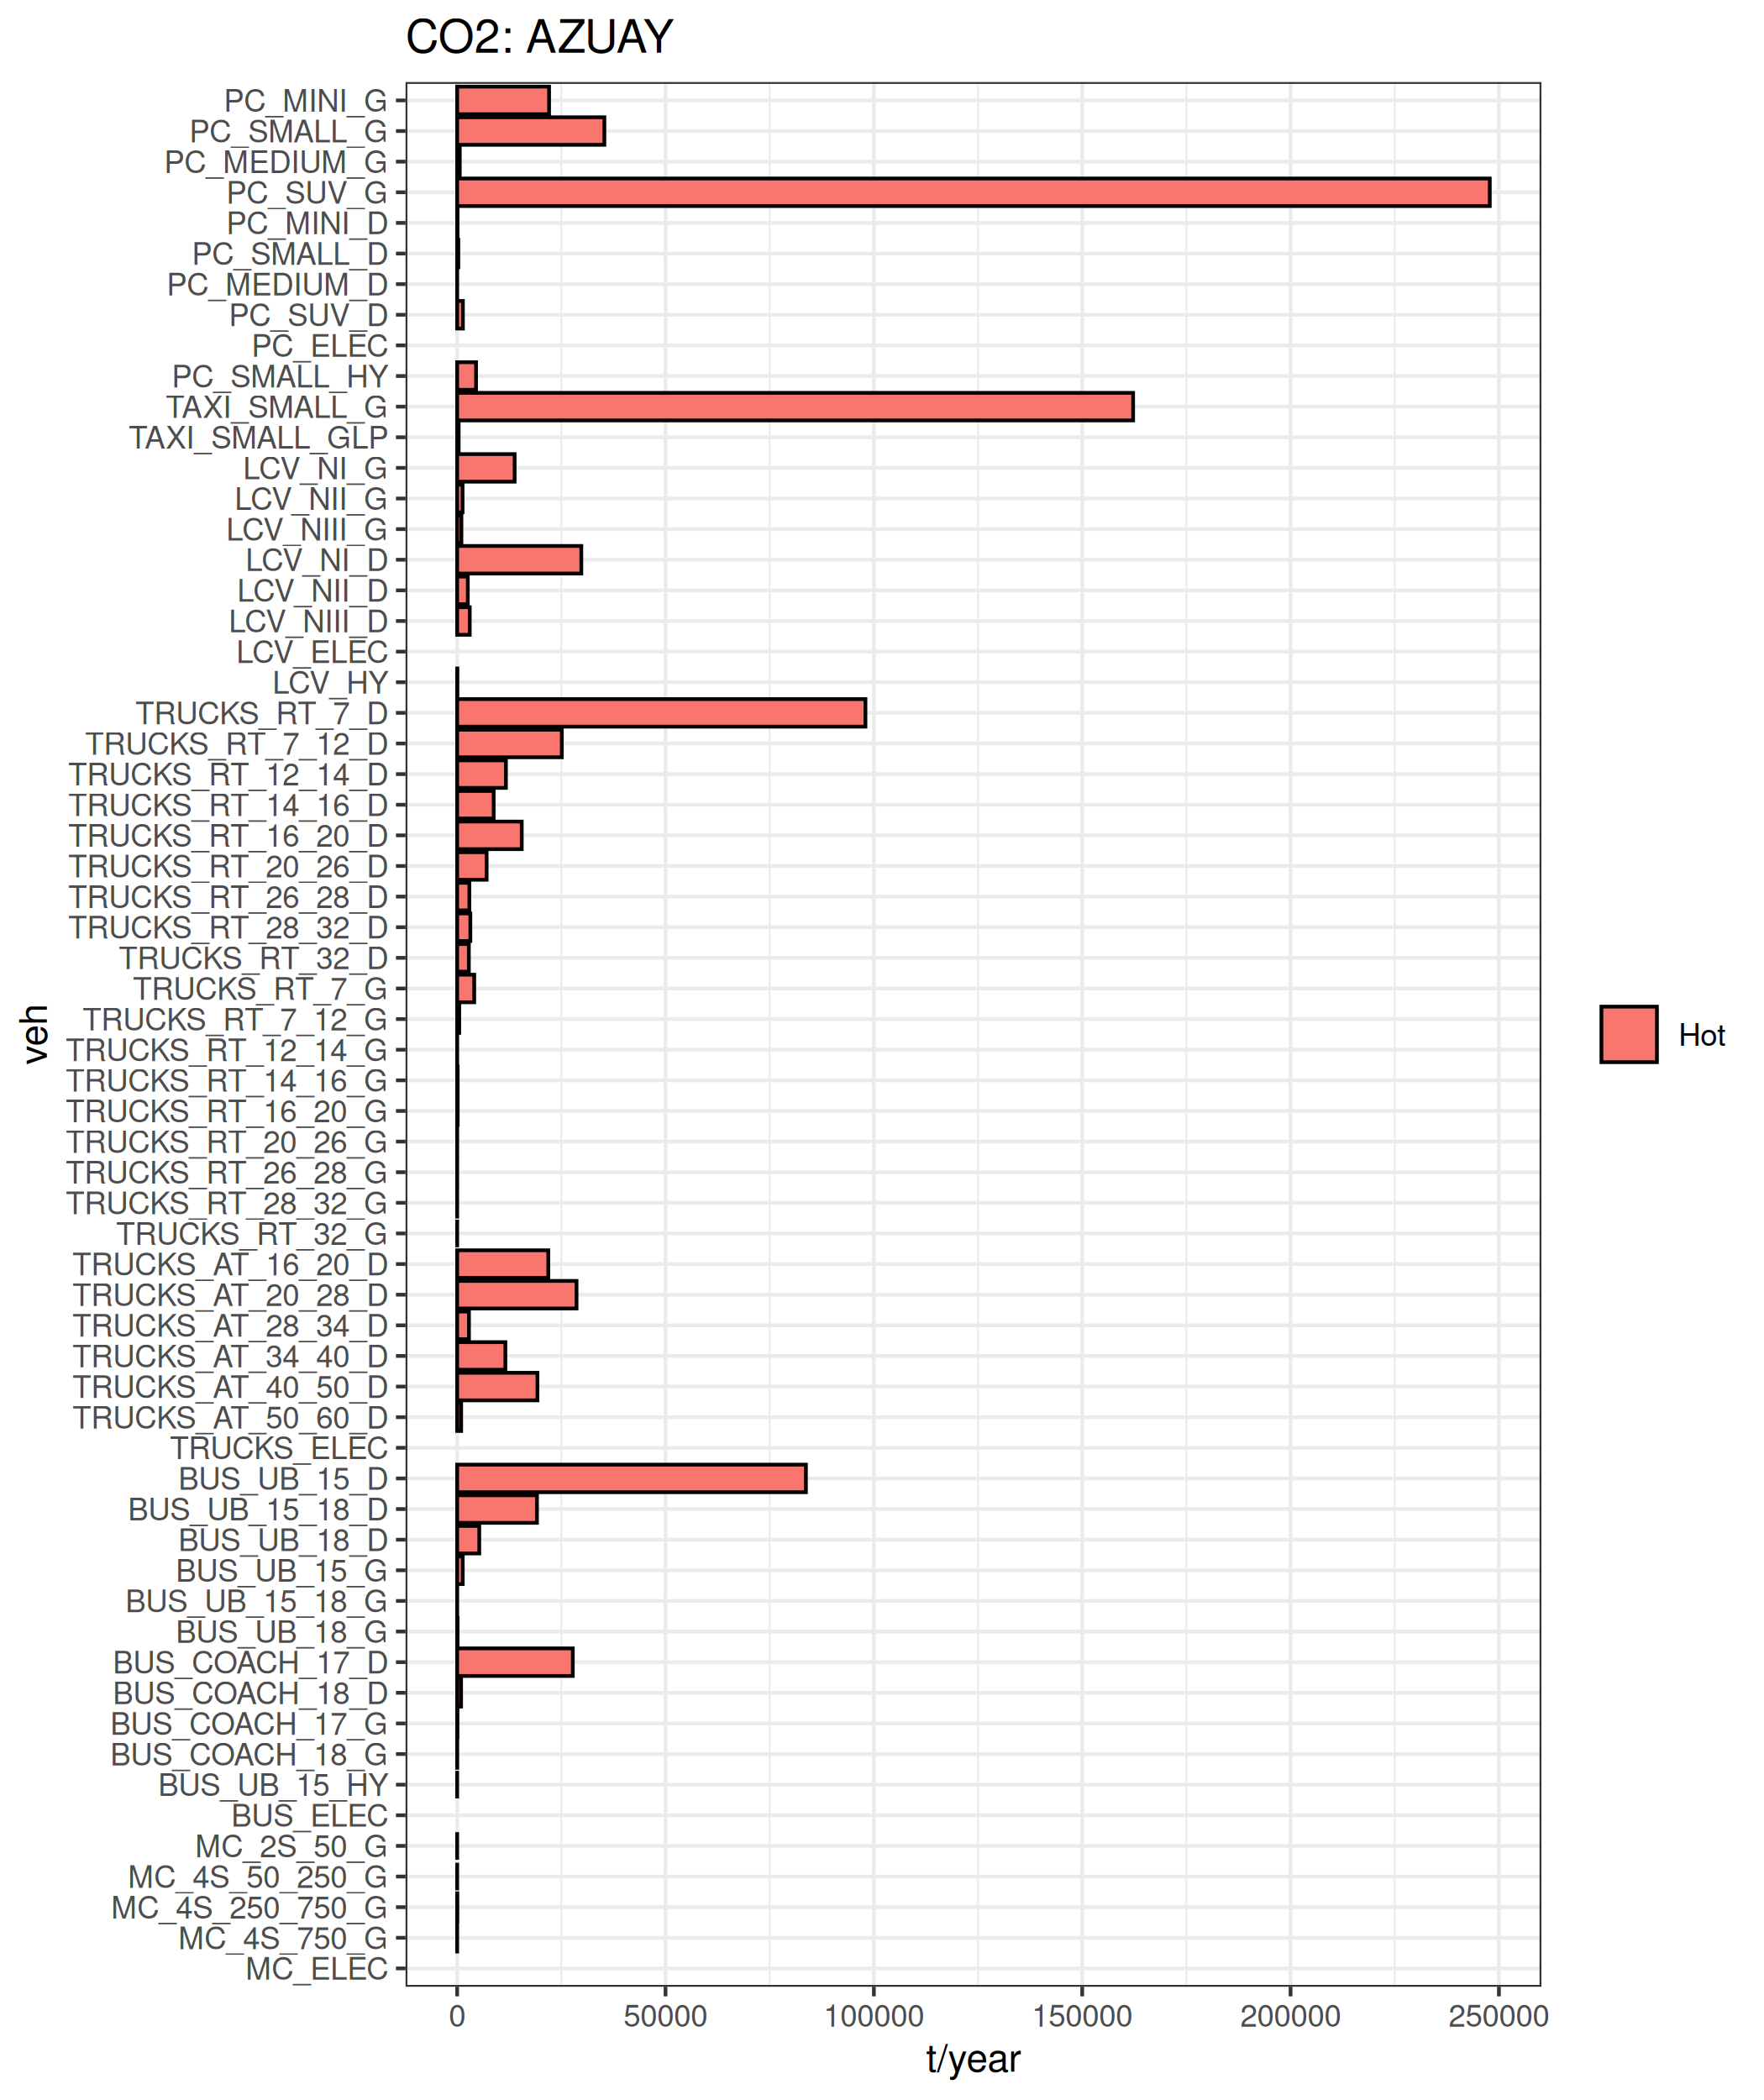 CO2: AZUAY
PC_MINI_G
PC_SMALL_G
PC_MEDIUM_G
PC_SUV_G
PC_MINI_D
PC_SMALL_D
PC_MEDIUM_D
PC_SUV_D
PC_ELEC
PC_SMALL_HY
TAXI_SMALL_G
TAXI_SMALL_GLP
LCV_NI_G
LCV_NII_G
LCV_NIII_G
LCV_NI_D
LCV_NII_D
LCV_NIII_D
LCV_ELEC
LCV_HY
TRUCKS_RT_7_D
TRUCKS_RT_7_12_D
TRUCKS_RT_12_14_D
TRUCKS_RT_14_16_D
TRUCKS_RT_16_20_D
TRUCKS_RT_20_26_D
TRUCKS_RT_26_28_D
TRUCKS_RT_28_32_D
TRUCKS_RT_32_D
TRUCKS_RT_7_G
TRUCKS_RT_7_12_G
TRUCKS_RT_12_14_G
TRUCKS_RT_14_16_G
TRUCKS_RT_16_20_G
TRUCKS_RT_20_26_G
TRUCKS_RT_26_28_G
TRUCKS_RT_28_32_G
TRUCKS_RT_32_G
TRUCKS_AT_16_20_D
TRUCKS_AT_20_28_D
TRUCKS_AT_28_34_D
TRUCKS_AT_34_40_D
TRUCKS_AT_40_50_D
TRUCKS_AT_50_60_D
TRUCKS_ELEC
BUS_UB_15_D
BUS_UB_15_18_D
BUS_UB_18_D
BUS_UB_15_G
BUS_UB_15_18_G
BUS_UB_18_G
BUS_COACH_17_D
BUS_COACH_18_D
BUS_COACH_17_G
BUS_COACH_18_G
BUS_UB_15_HY
BUS_ELEC
MC_2S_50_G
MC_4S_50_250_G
MC_4S_250_750_G
MC_4S_750_G
MC_ELEC
veh
0 50000 100000 150000 200000 250000
t/year
Hot